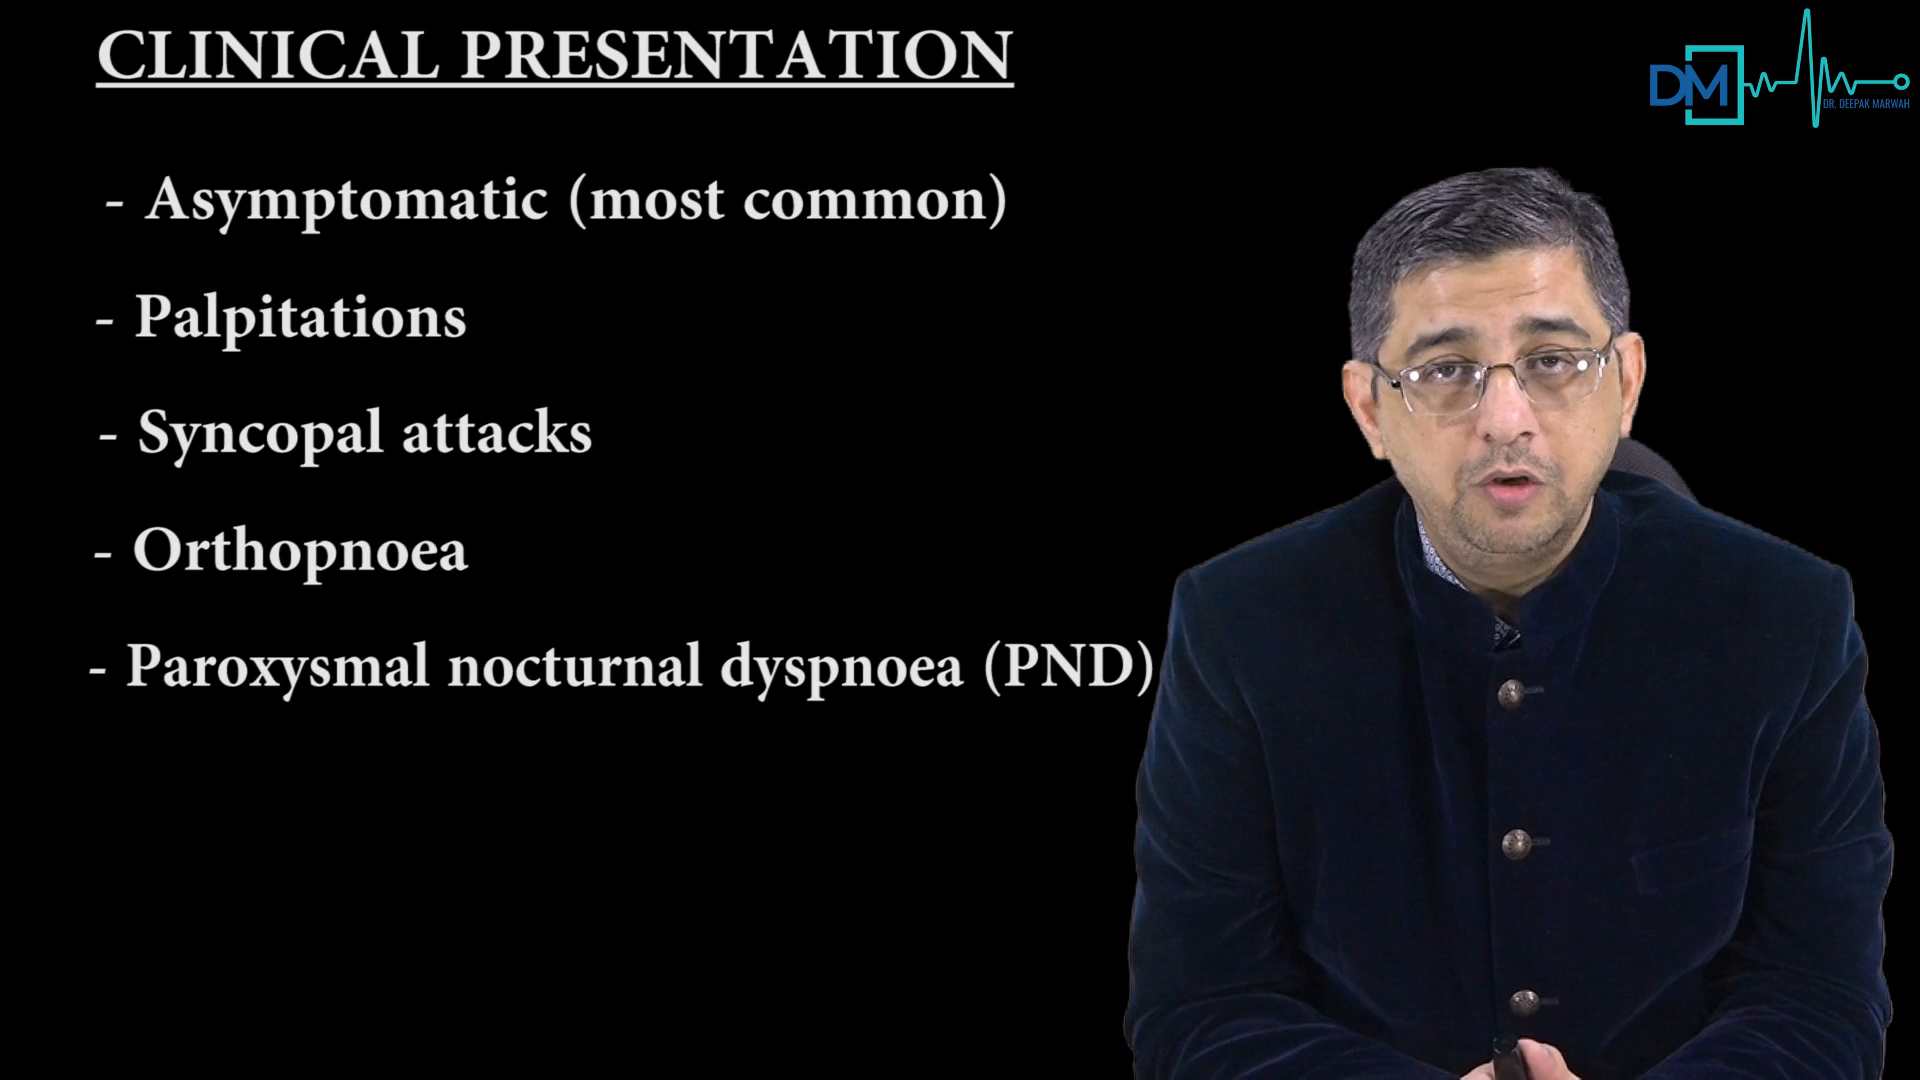 CLINICAL PRESENTATION
DM
DR. DEEPAK MARWAH
- Asymptomatic (most common)
- Palpitations
- Syncopal attacks
- Orthopnoea
- Paroxysmal nocturnal dyspnoea (PND)